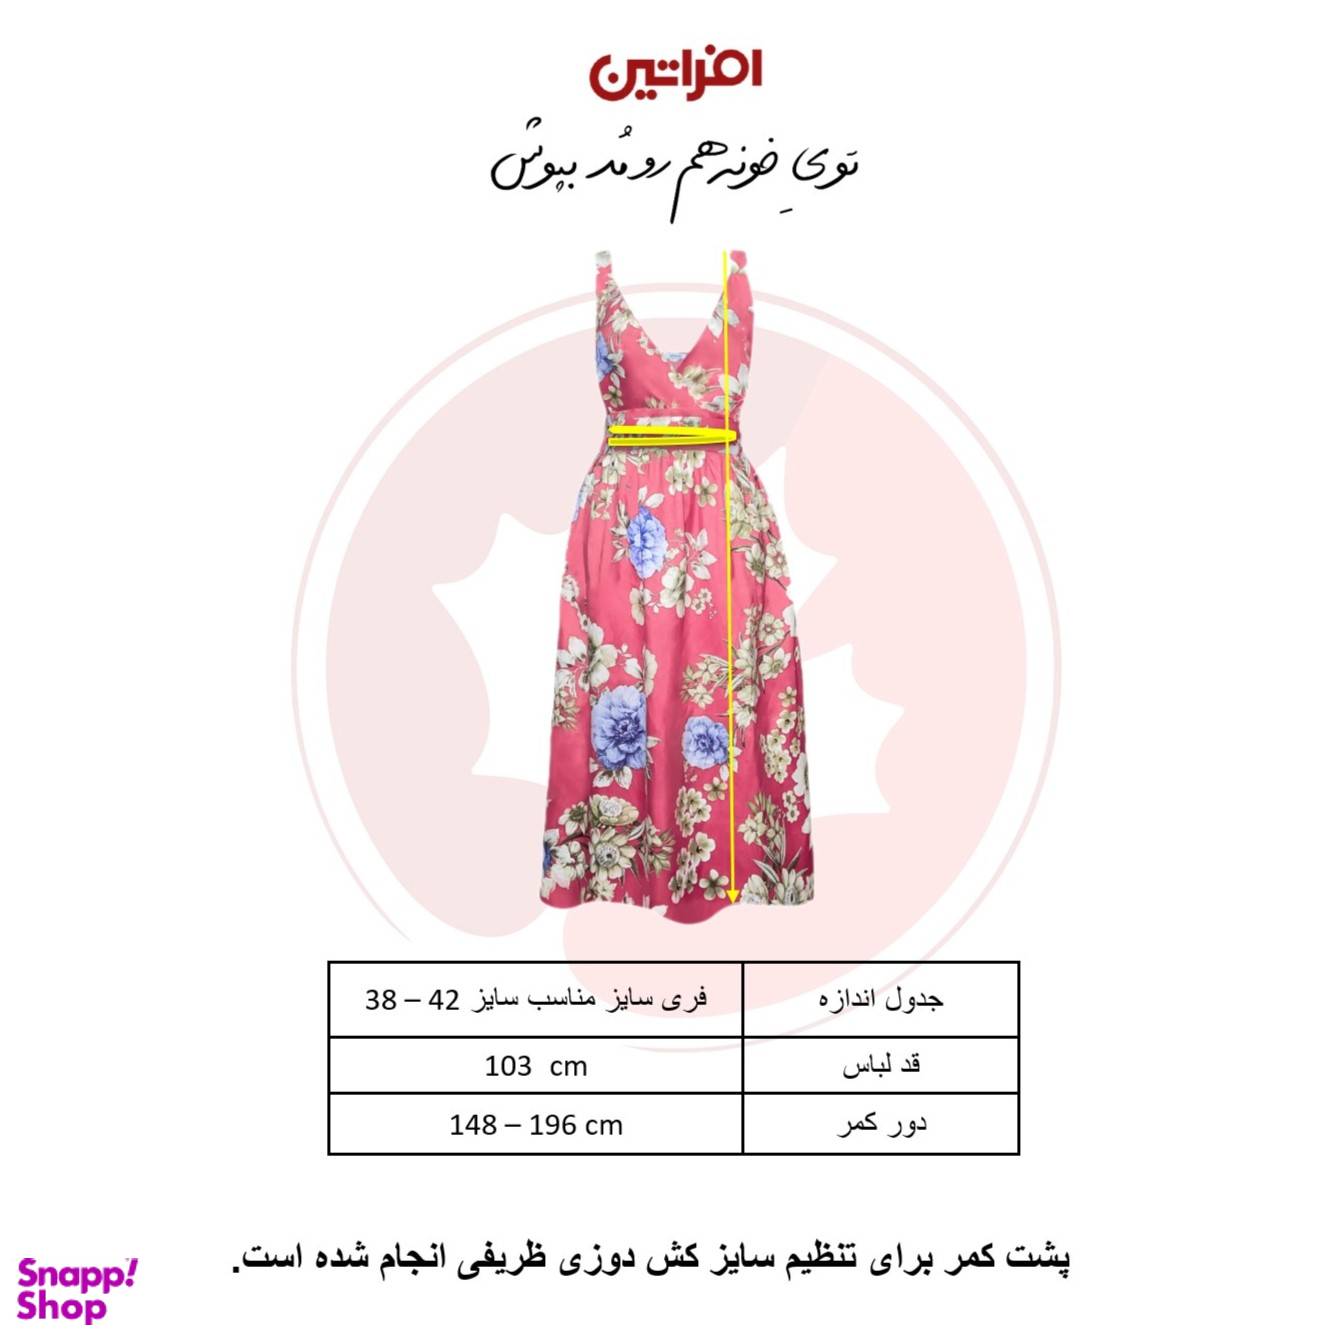 افراتین
توی خونه هم رو مُد بپوش
جدول اندازه فری سایز مناسب سایز 42 – 38
قد لباس 103 cm
دور کمر 148 – 196 cm
پشت کمر برای تنظیم سایز کش دوزی ظریفی انجام شده است.
Snapp!
Shop